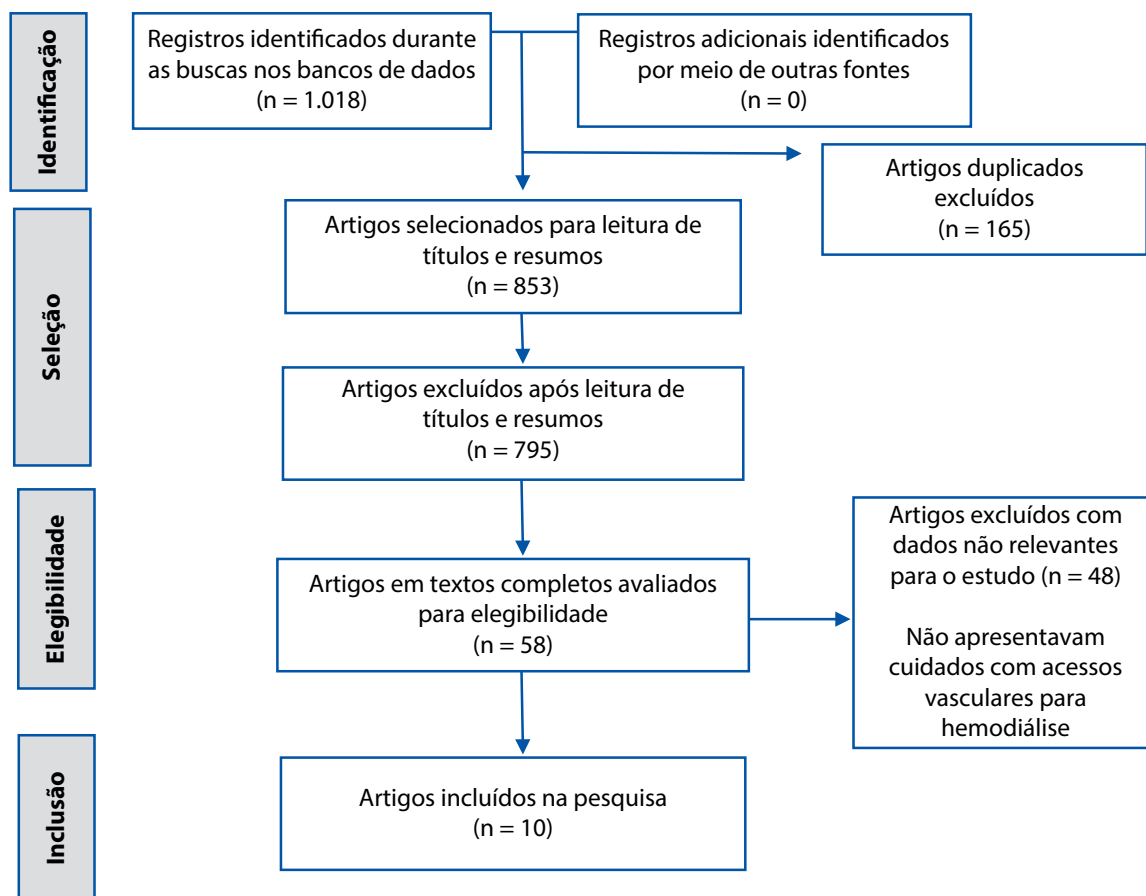 Identificação
Registros identificados durante
as buscas nos bancos de dados
(n = 1.018)
Registros adicionais identificados
por meio de outras fontes
(n = 0)
Artigos duplicados
excluídos
(n = 165)
Seleção
Artigos selecionados para leitura de
títulos e resumos
(n = 853)
Artigos excluídos após leitura de
títulos e resumos
(n = 795)
Elegibilidade
Artigos em textos completos avaliados
para elegibilidade
(n = 58)
Artigos excluídos com
dados não relevantes
para o estudo (n = 48)
Não apresentavam
cuidados com acessos
vasculares para
hemodiálise
Inclusão
Artigos incluídos na pesquisa
(n = 10)